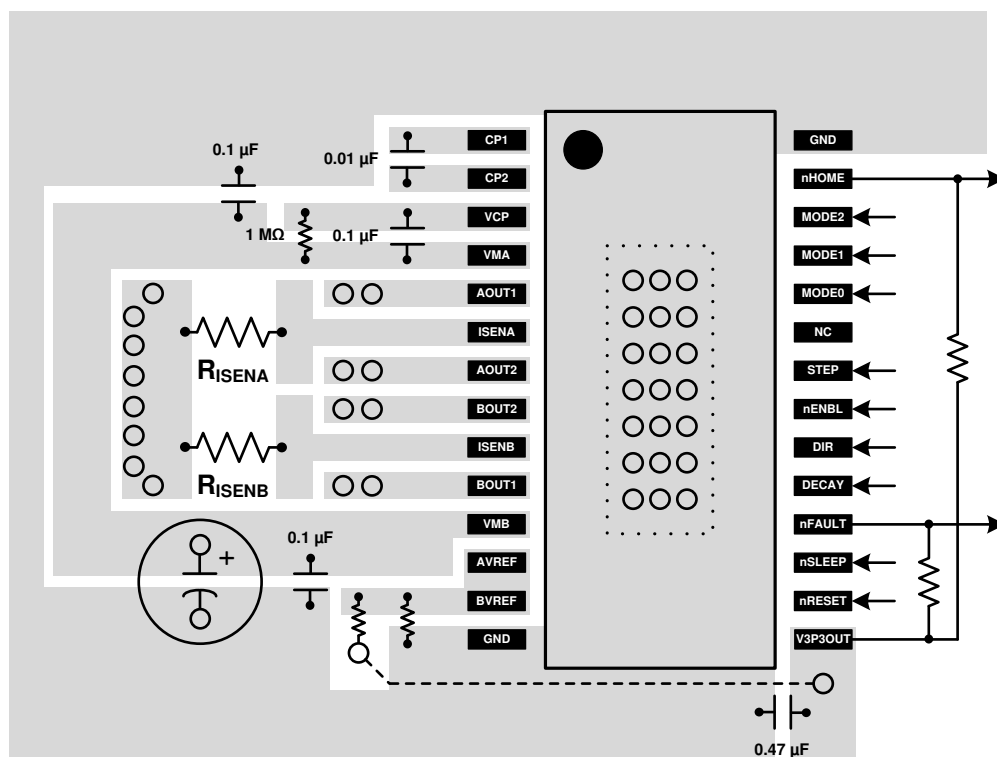 CP1
GND
0.1 µF
0.01 µF
CP2
nHOME
VCP
MODE2
1 MΩ
0.1 µF
VMA
MODE1
AOUT1
MODE0
ISENA
NC
RISENA
AOUT2
STEP
BOUT2
nENBL
ISENB
DIR
RISENB
BOUT1
DECAY
VMB
nFAULT
0.1 µF
+
AVREF
nSLEEP
BVREF
nRESET
GND
V3P3OUT
0.47 µF